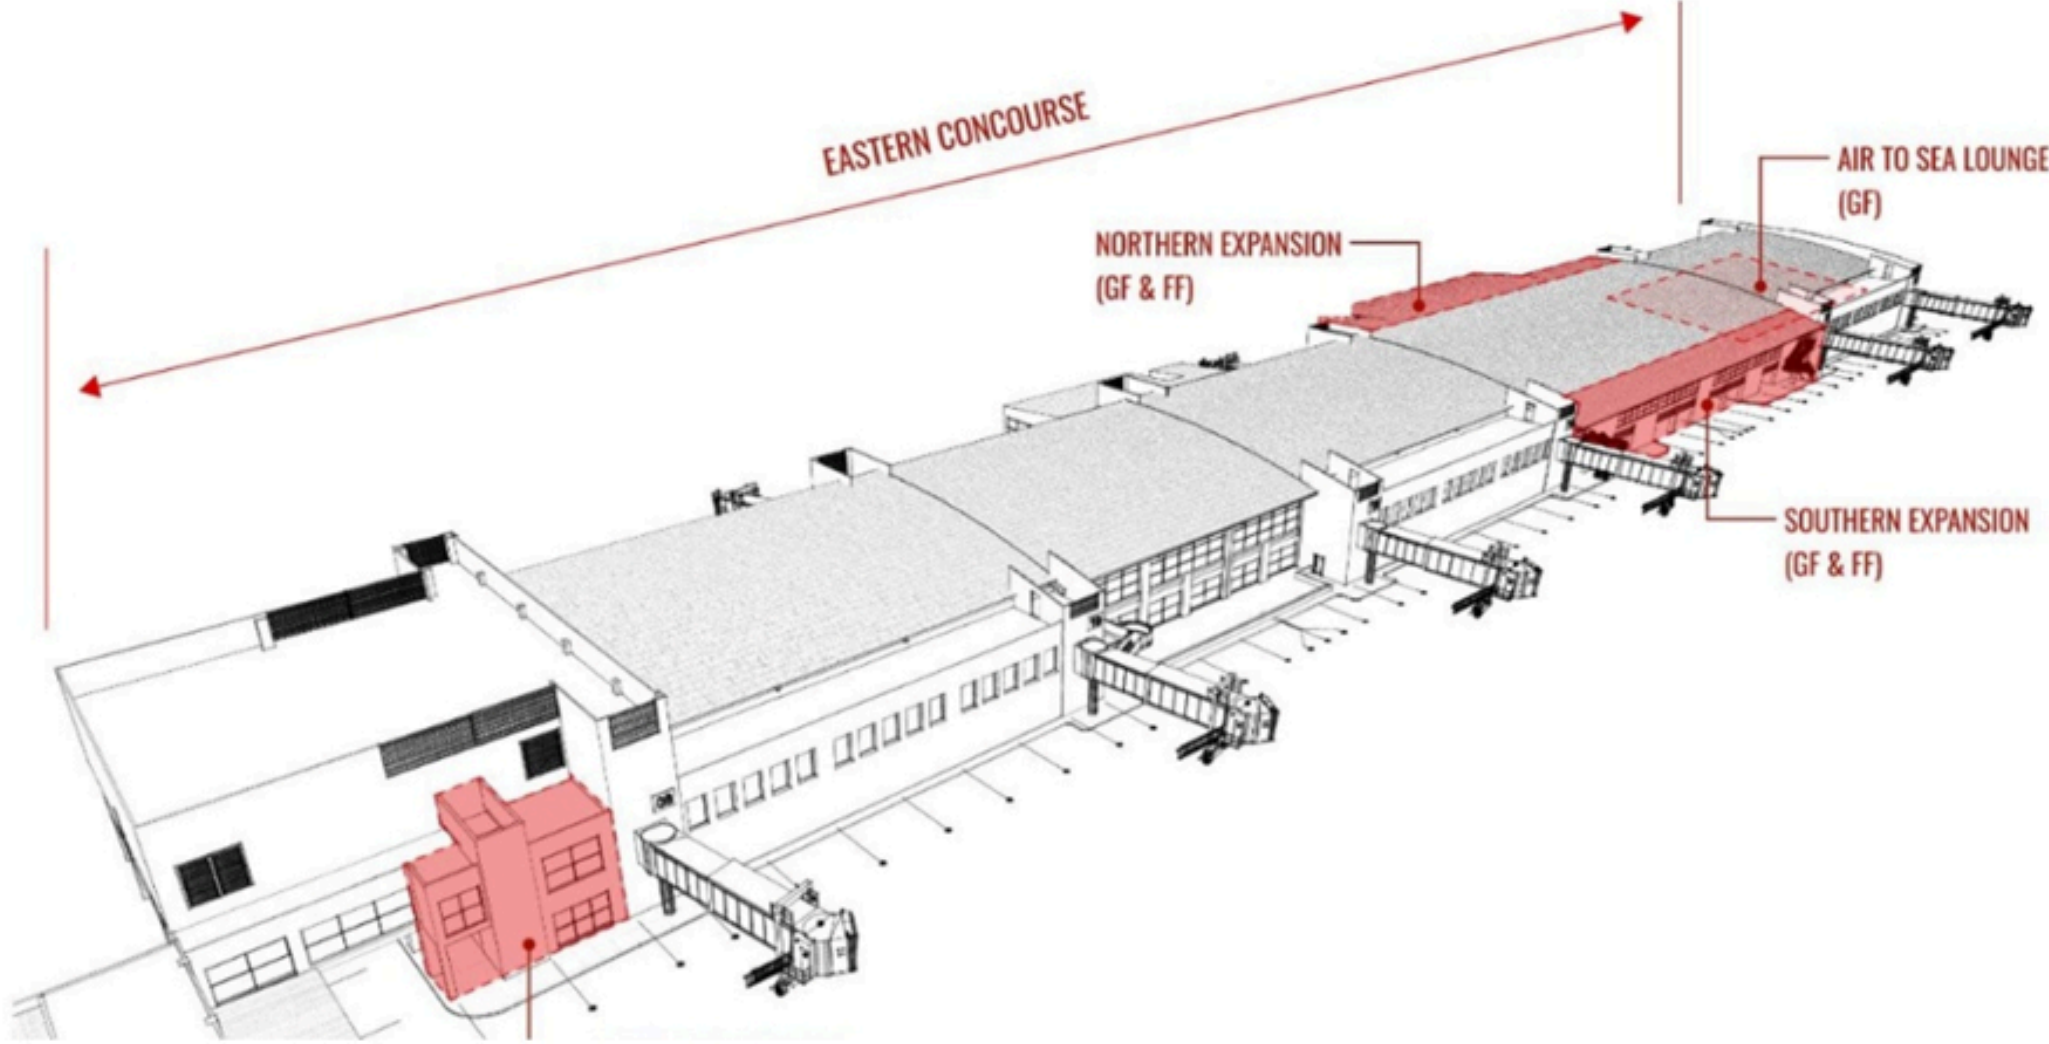 EASTERN CONCOURSE
AIR TO SEA LOUNGE
(GF)
NORTHERN EXPANSION
(GF & FF)
SOUTHERN EXPANSION
(GF & FF)